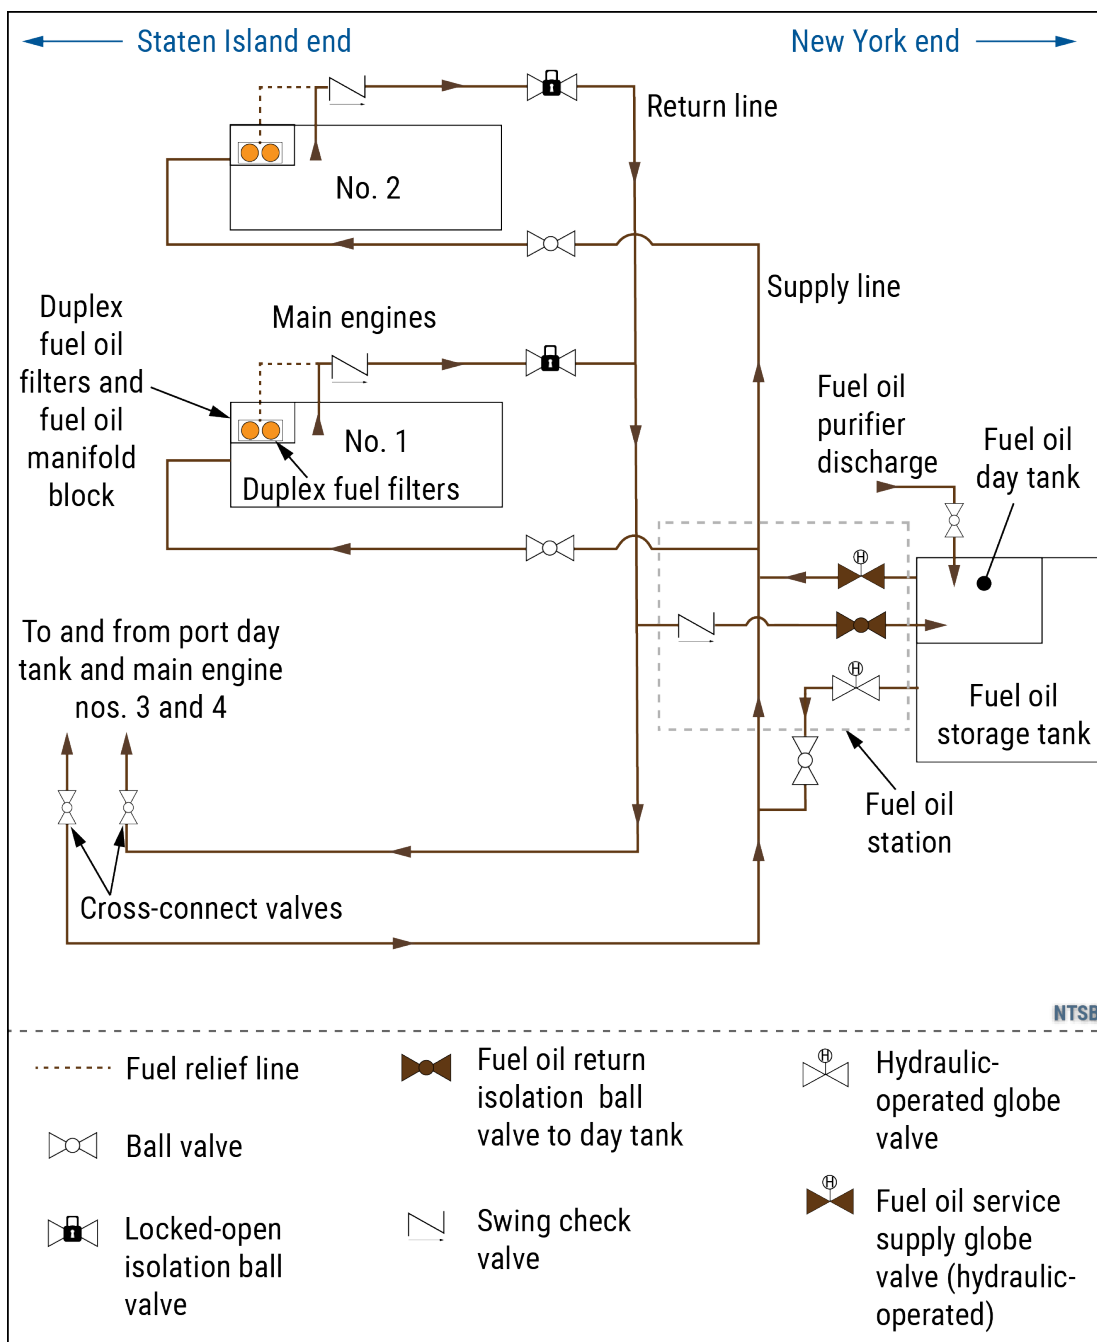 Staten Island end
New York end
Return line
No. 2
Supply line
Duplex
fuel oil
filters and
fuel oil
manifold
block
Main engines
No. 1
Duplex fuel filters
Fuel oil
purifier
discharge
Fuel oil
day tank
H
To and from port day
tank and main engine
nos. 3 and 4
H
Fuel oil
storage tank
Fuel oil
station
Cross-connect valves
NTSB
Fuel relief line
Ball valve
Locked-open
isolation ball
valve
Fuel oil return
isolation ball
valve to day tank
Swing check
valve
H
Hydraulic-
operated globe
valve
H
Fuel oil service
supply globe
valve (hydraulic-
operated)